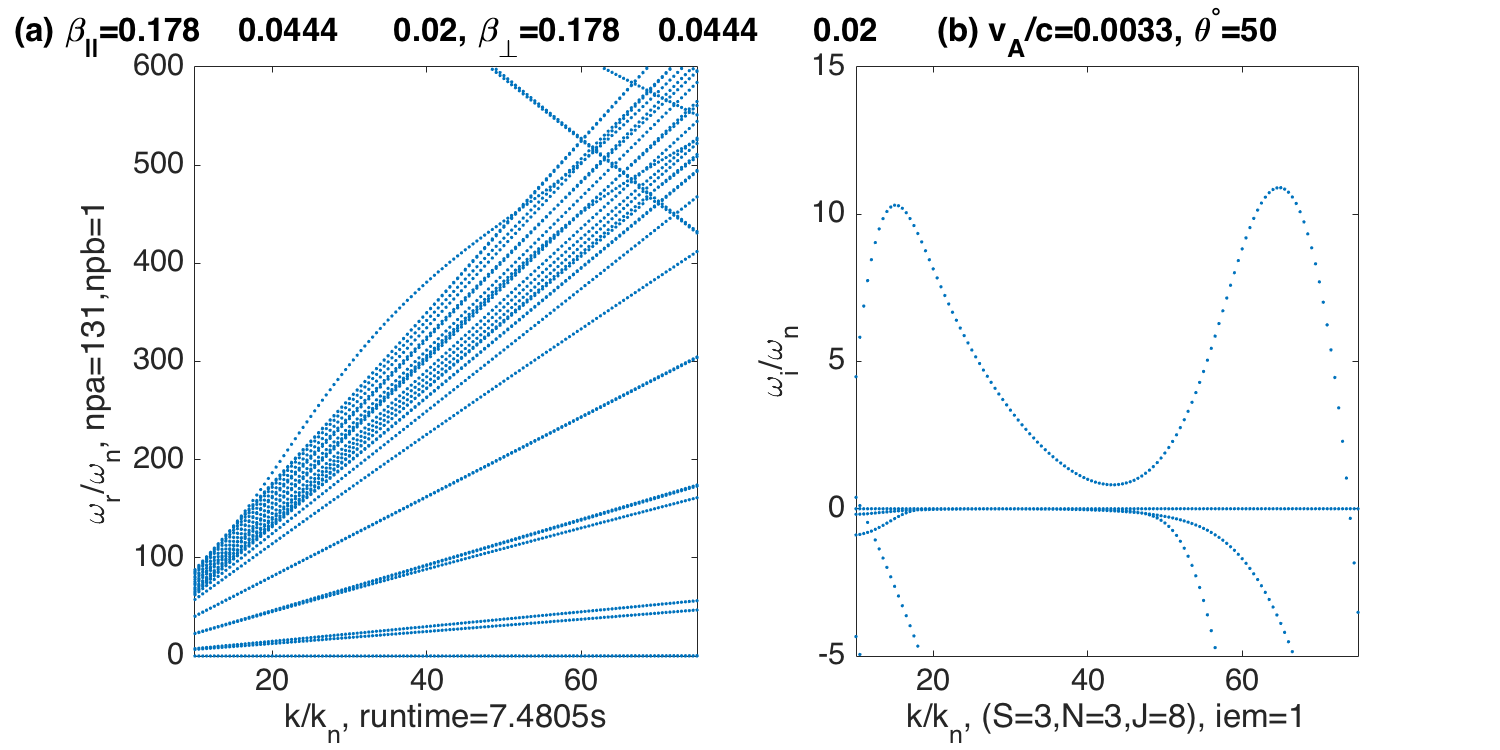 (a) β||=0.178 0.0444 0.02, β⊥=0.178 0.0444 0.02 (b) vA/c=0.0033, θ°=50
600
500
400
300
200
100
0
ωr/ωn, npa=131,npb=1
20 40 60
k/kn, runtime=7.4805s
15
10
5
0
-5
ωi/ωn
20 40 60
k/kn, (S=3,N=3,J=8), iem=1